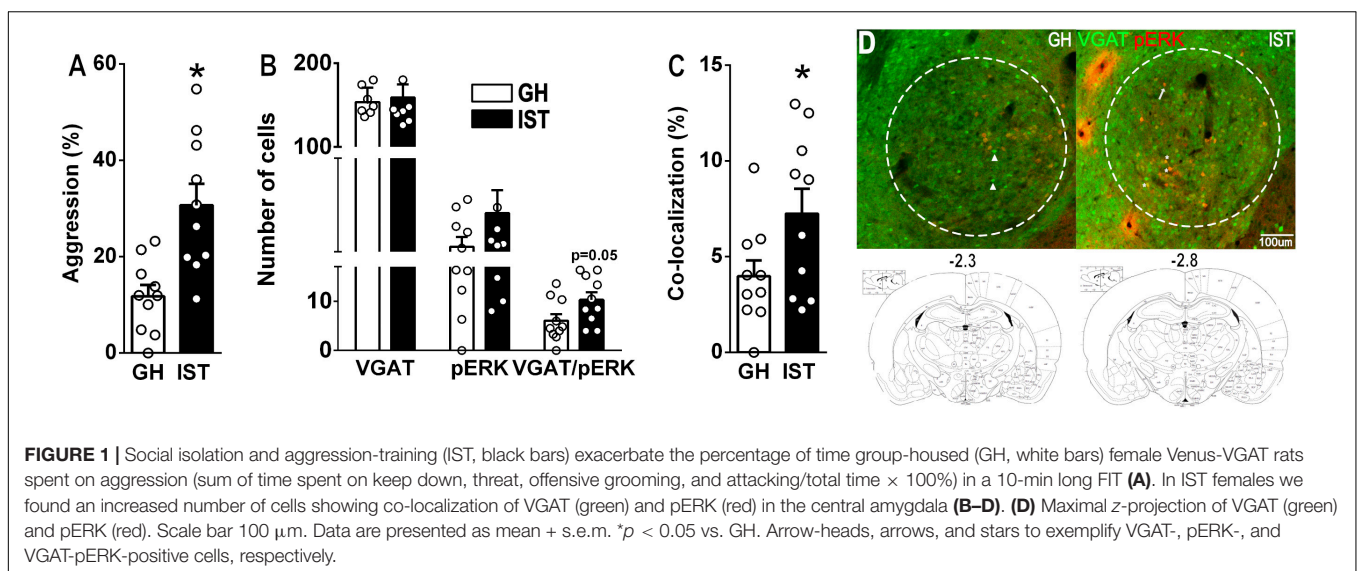 A
60
40
20
0
Aggression (%)
*
GH IST
B
200
100
10
0
Number of cells
GH
IST
p=0.05
VGAT pERK VGAT/pERK
C
15
10
5
0
Co-localization (%)
*
GH IST
D GH VGAT pERK IST
100um
-2.3 -2.8
FIGURE 1 | Social isolation and aggression-training (IST, black bars) exacerbate the percentage of time group-housed (GH, white bars) female Venus-VGAT rats
spent on aggression (sum of time spent on keep down, threat, offensive grooming, and attacking/total time × 100%) in a 10-min long FIT (A). In IST females we
found an increased number of cells showing co-localization of VGAT (green) and pERK (red) in the central amygdala (B–D). (D) Maximal z-projection of VGAT (green)
and pERK (red). Scale bar 100 μm. Data are presented as mean + s.e.m. *p < 0.05 vs. GH. Arrow-heads, arrows, and stars to exemplify VGAT-, pERK-, and
VGAT-pERK-positive cells, respectively.